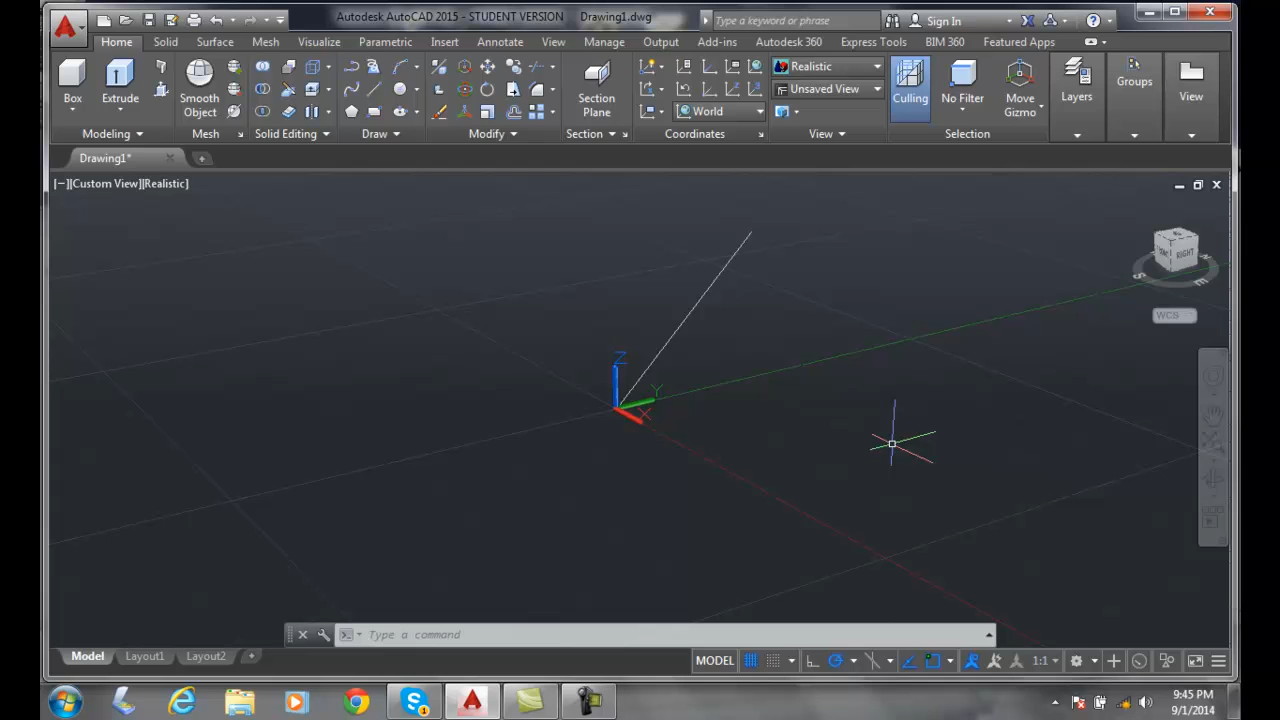 Autodesk AutoCAD 2015 - STUDENT VERSION Drawing1.dwg
Type a keyword or phrase
Sign In
Home Solid Surface Mesh Visualize Parametric Insert Annotate View Manage Output Add-ins Autodesk 360 Express Tools BIM 360 Featured Apps
Box
Extrude
Smooth
Object
Section
Plane
Realistic
Unsaved View
World
Culling
No Filter
Move
Gizmo
Layers
Groups
View
Modeling Mesh Solid Editing Draw Modify Section Coordinates View Selection
Drawing1*
[−][Custom View][Realistic]
RIGHT
S
E
WCS
Z
Y
X
Type a command
Model Layout1 Layout2
MODEL
1:1
9:45 PM
9/1/2014